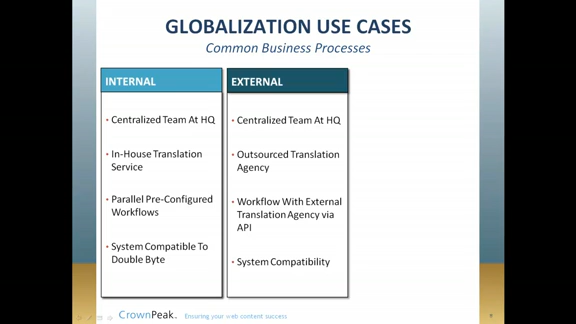 GLOBALIZATION USE CASES
Common Business Processes
INTERNAL
• Centralized Team At HQ
• In-House Translation
Service
• Parallel Pre-Configured
Workflows
• System Compatible To
Double Byte
EXTERNAL
• Centralized Team At HQ
• Outsourced Translation
Agency
• Workflow With External
Translation Agency via
API
• System Compatibility
CrownPeak. Ensuring your web content success